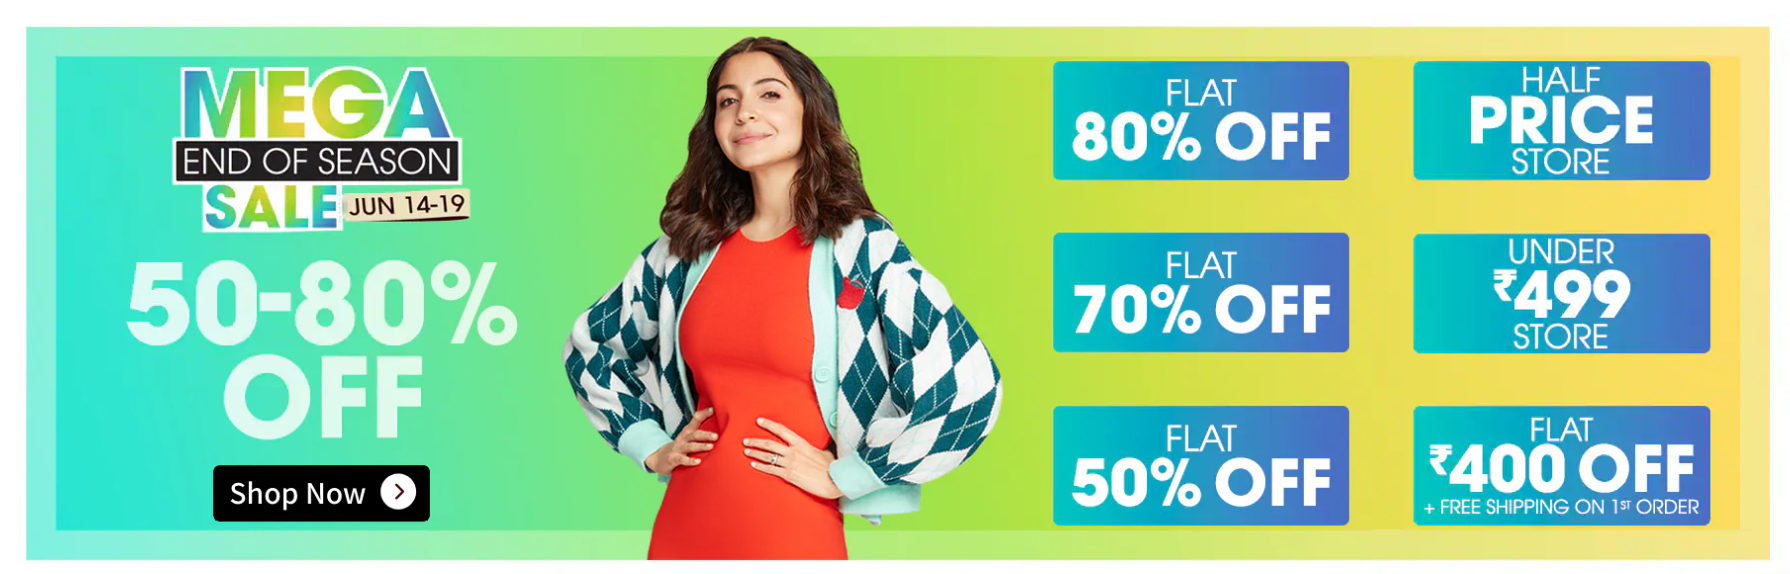 MEGA
END OF SEASON
SALE JUN 14-19
50-80%
OFF
Shop Now
FLAT
80% OFF
HALF
PRICE
STORE
FLAT
70% OFF
UNDER
₹499
STORE
FLAT
50% OFF
FLAT
₹400 OFF
+ FREE SHIPPING ON 1ST ORDER